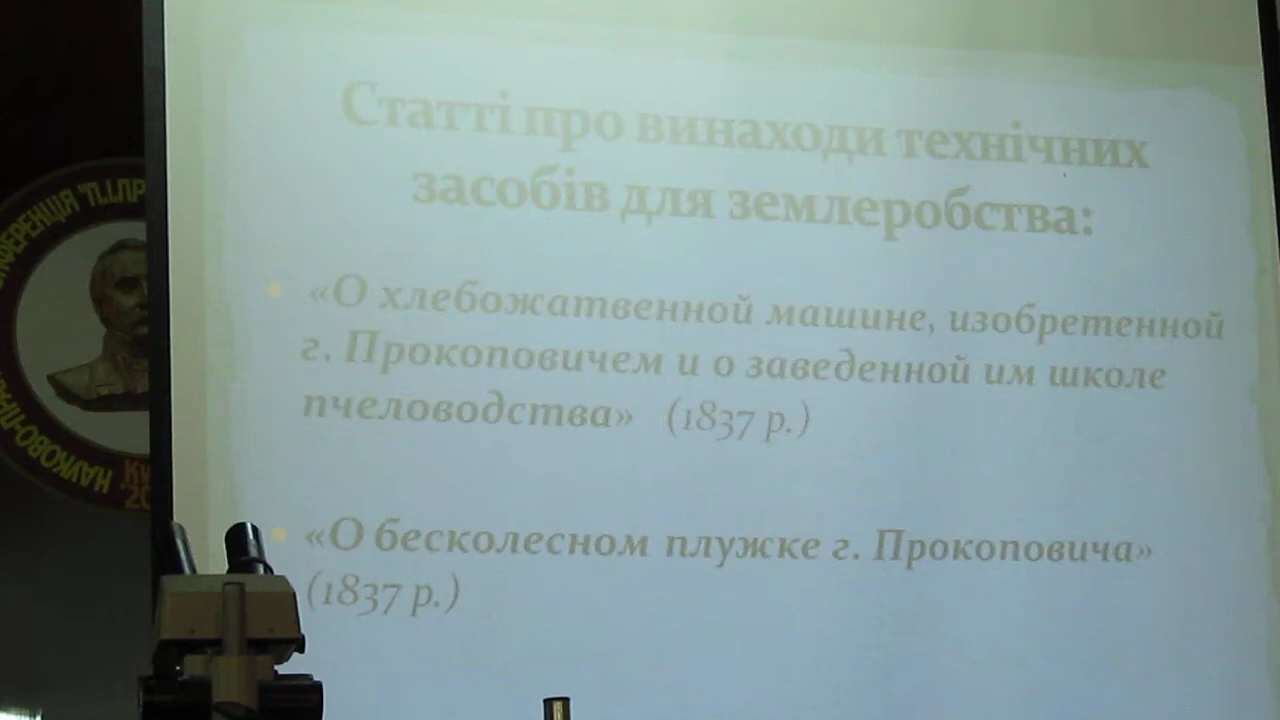 Статті про винаходи технічних
засобів для землеробства:
«О хлебожатвенной машине, изобретенной
г. Прокоповичем и о заведенной им школе
пчеловодства» (1837 р.)
«О бесколесном плужке г. Прокоповича»
(1837 р.)